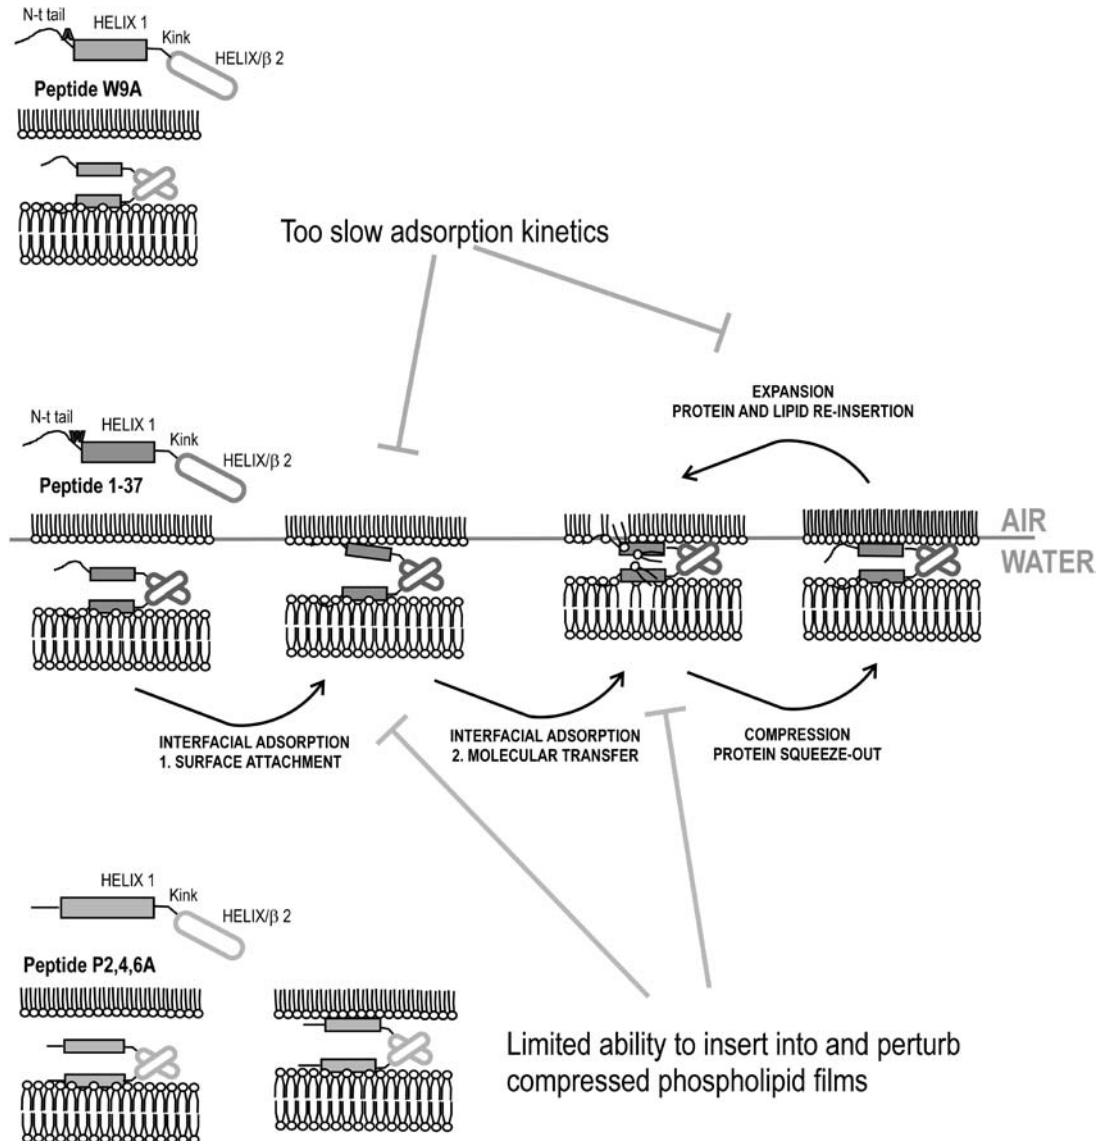 N-t tail
HELIX 1
A
Kink
HELIX/β 2
Peptide W9A
Too slow adsorption kinetics
EXPANSION
PROTEIN AND LIPID RE-INSERTION
N-t tail
HELIX 1
W
Kink
HELIX/β 2
Peptide 1-37
AIR
WATER
INTERFACIAL ADSORPTION
1. SURFACE ATTACHMENT
INTERFACIAL ADSORPTION
2. MOLECULAR TRANSFER
COMPRESSION
PROTEIN SQUEEZE-OUT
HELIX 1
Kink
HELIX/β 2
Peptide P2,4,6A
Limited ability to insert into and perturb
compressed phospholipid films